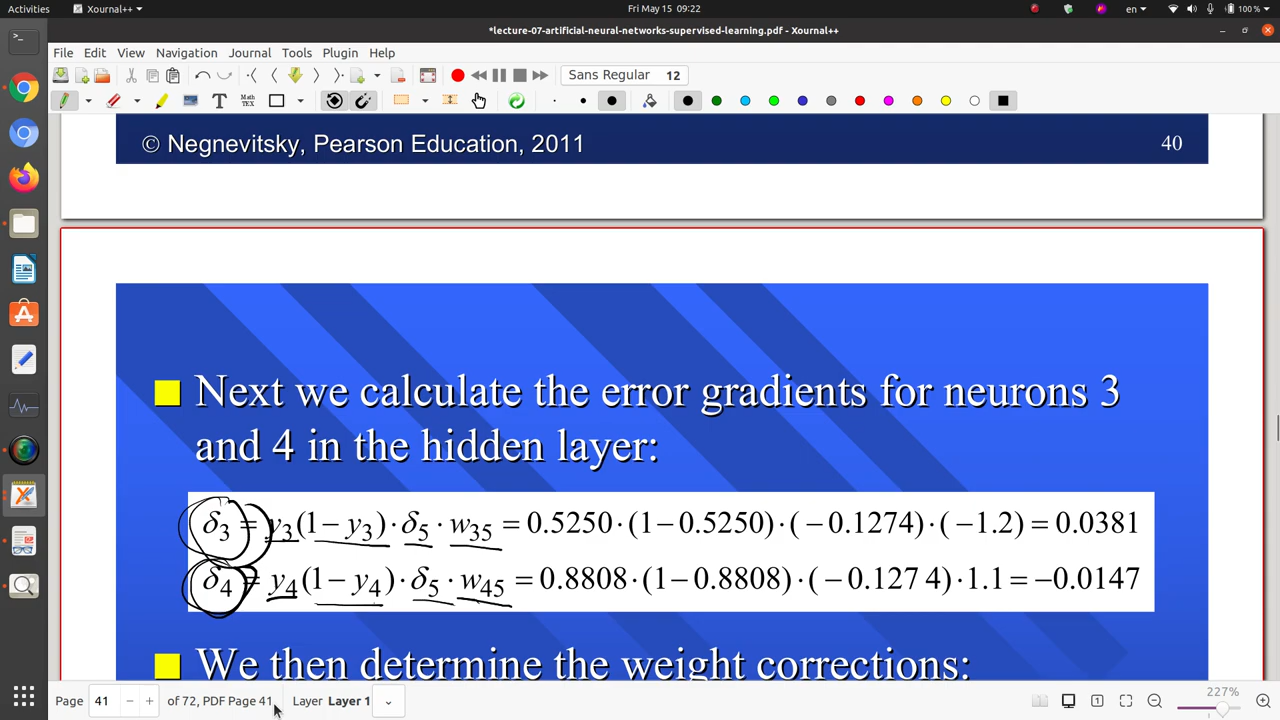 Activities Xournal++ Fri May 15 09:22 en 100 %
*lecture-07-artificial-neural-networks-supervised-learning.pdf - Xournal++
File Edit View Navigation Journal Tools Plugin Help
Sans Regular 12
© Negnevitsky, Pearson Education, 2011 40
Next we calculate the error gradients for neurons 3
and 4 in the hidden layer:
δ3 = y3(1 − y3) · δ5 · w35 = 0.5250 · (1 − 0.5250) · (− 0.1274) · (− 1.2) = 0.0381
δ4 = y4(1 − y4) · δ5 · w45 = 0.8808 · (1 − 0.8808) · (− 0.127 4) · 1.1 = −0.0147
We then determine the weight corrections:
Page 41 of 72, PDF Page 41 Layer Layer 1 227%